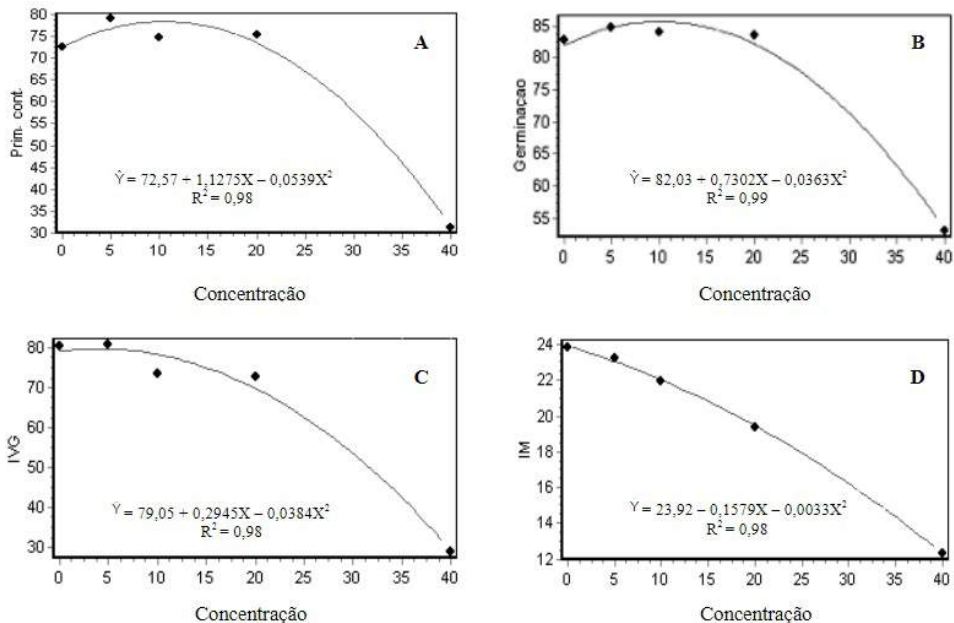 80
75
70
65
60
55
50
45
40
35
30
Prim. cont.
A
Ŷ = 72,57 + 1,1275X – 0,0539X²
R² = 0,98
0 5 10 15 20 25 30 35 40
Concentração
85
80
75
70
65
60
55
Germinaçao
B
Ŷ = 82,03 + 0,7302X – 0,0363X²
R² = 0,99
0 5 10 15 20 25 30 35 40
Concentração
80
70
60
50
40
30
IVG
C
Ŷ = 79,05 + 0,2945X – 0,0384X²
R² = 0,98
0 5 10 15 20 25 30 35 40
Concentração
24
22
20
18
16
14
12
IM
D
Y = 23,92 – 0,1579X – 0,0033X²
R² = 0,98
0 5 10 15 20 25 30 35 40
Concentração